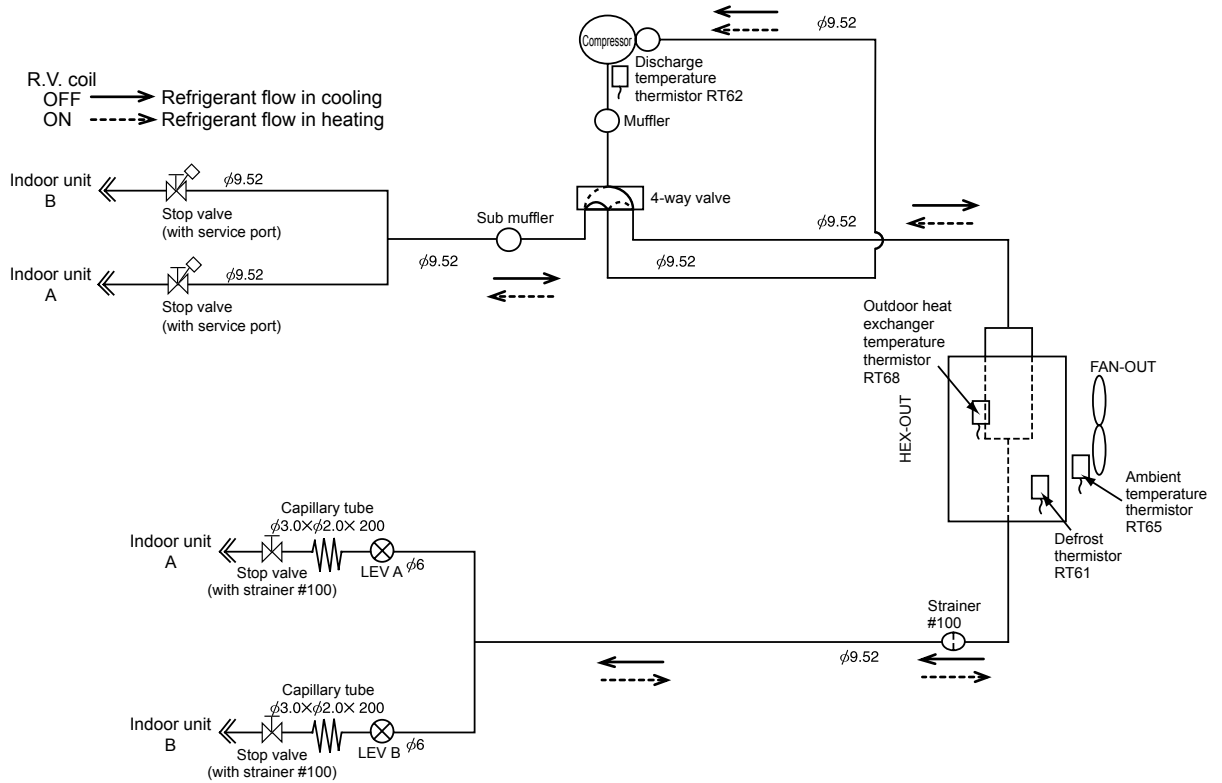 Compressor
ϕ9.52
Discharge
temperature
thermistor RT62
R.V. coil
OFF Refrigerant flow in cooling
ON Refrigerant flow in heating
Muffler
Indoor unit
B
ϕ9.52
Stop valve
(with service port)
4-way valve
Sub muffler
ϕ9.52
ϕ9.52
ϕ9.52
Indoor unit
A
ϕ9.52
Stop valve
(with service port)
Outdoor heat
exchanger
temperature
thermistor
RT68
FAN-OUT
HEX-OUT
Ambient
temperature
thermistor
RT65
Defrost
thermistor
RT61
Capillary tube
ϕ3.0×ϕ2.0× 200
Indoor unit
A
LEV A
ϕ6
Stop valve
(with strainer #100)
Strainer
#100
ϕ9.52
Capillary tube
ϕ3.0×ϕ2.0× 200
Indoor unit
B
LEV B
ϕ6
Stop valve
(with strainer #100)